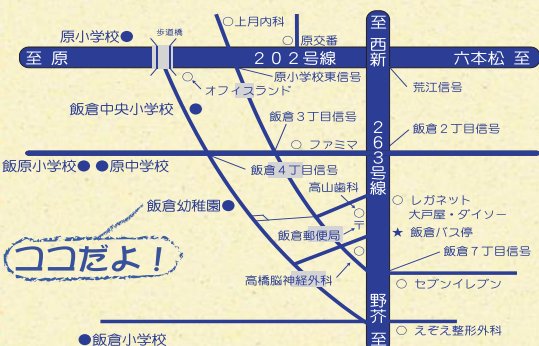 至 西新
○上月内科
原小学校●
歩道橋
○ 原交番
至 原
202号線
六本松 至
○ オフィスランド
原小学校東信号
荒江信号
飯倉中央小学校 ●
飯倉3丁目信号
263号線
飯倉2丁目信号
○ ファミマ
飯原小学校● ●原中学校
飯倉4丁目信号
高山歯科
○
飯倉幼稚園●
○ レガネット
大戸屋・ダイソー
〒
飯倉郵便局
★ 飯倉バス停
ココだよ!
○
飯倉7丁目信号
高橋脳神経外科
○ セブンイレブン
野芥 至
○ えぞえ整形外科
●飯倉小学校